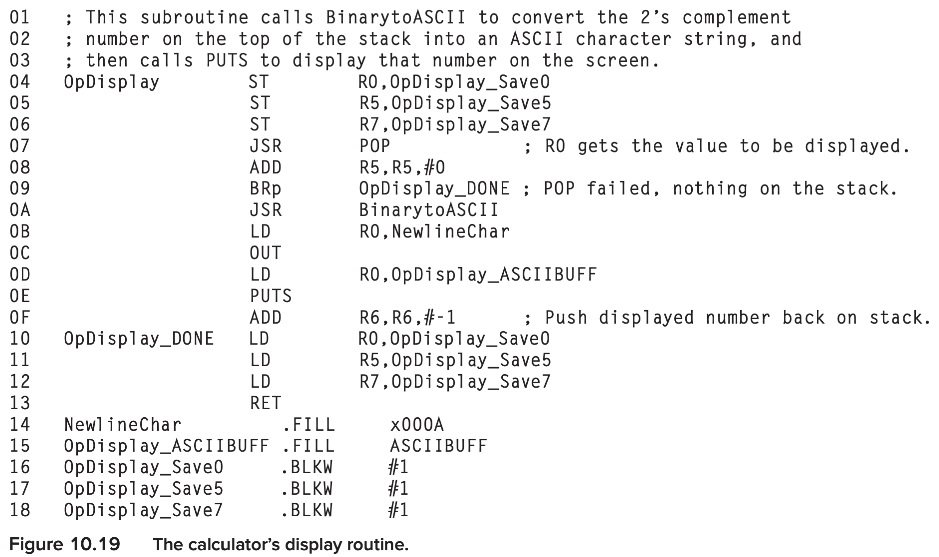 01 ; This subroutine calls BinarytoASCII to convert the 2's complement
02 ; number on the top of the stack into an ASCII character string, and
03 ; then calls PUTS to display that number on the screen.
04 OpDisplay ST R0,OpDisplay_Save0
05 ST R5,OpDisplay_Save5
06 ST R7,OpDisplay_Save7
07 JSR POP ; R0 gets the value to be displayed.
08 ADD R5,R5,#0
09 BRp OpDisplay_DONE ; POP failed, nothing on the stack.
0A JSR BinarytoASCII
0B LD R0,NewlineChar
0C OUT
0D LD R0,OpDisplay_ASCIIBUFF
0E PUTS
0F ADD R6,R6,#-1 ; Push displayed number back on stack.
10 OpDisplay_DONE LD R0,OpDisplay_Save0
11 LD R5,OpDisplay_Save5
12 LD R7,OpDisplay_Save7
13 RET
14 NewlineChar .FILL x000A
15 OpDisplay_ASCIIBUFF .FILL ASCIIBUFF
16 OpDisplay_Save0 .BLKW #1
17 OpDisplay_Save5 .BLKW #1
18 OpDisplay_Save7 .BLKW #1
Figure 10.19 The calculator's display routine.